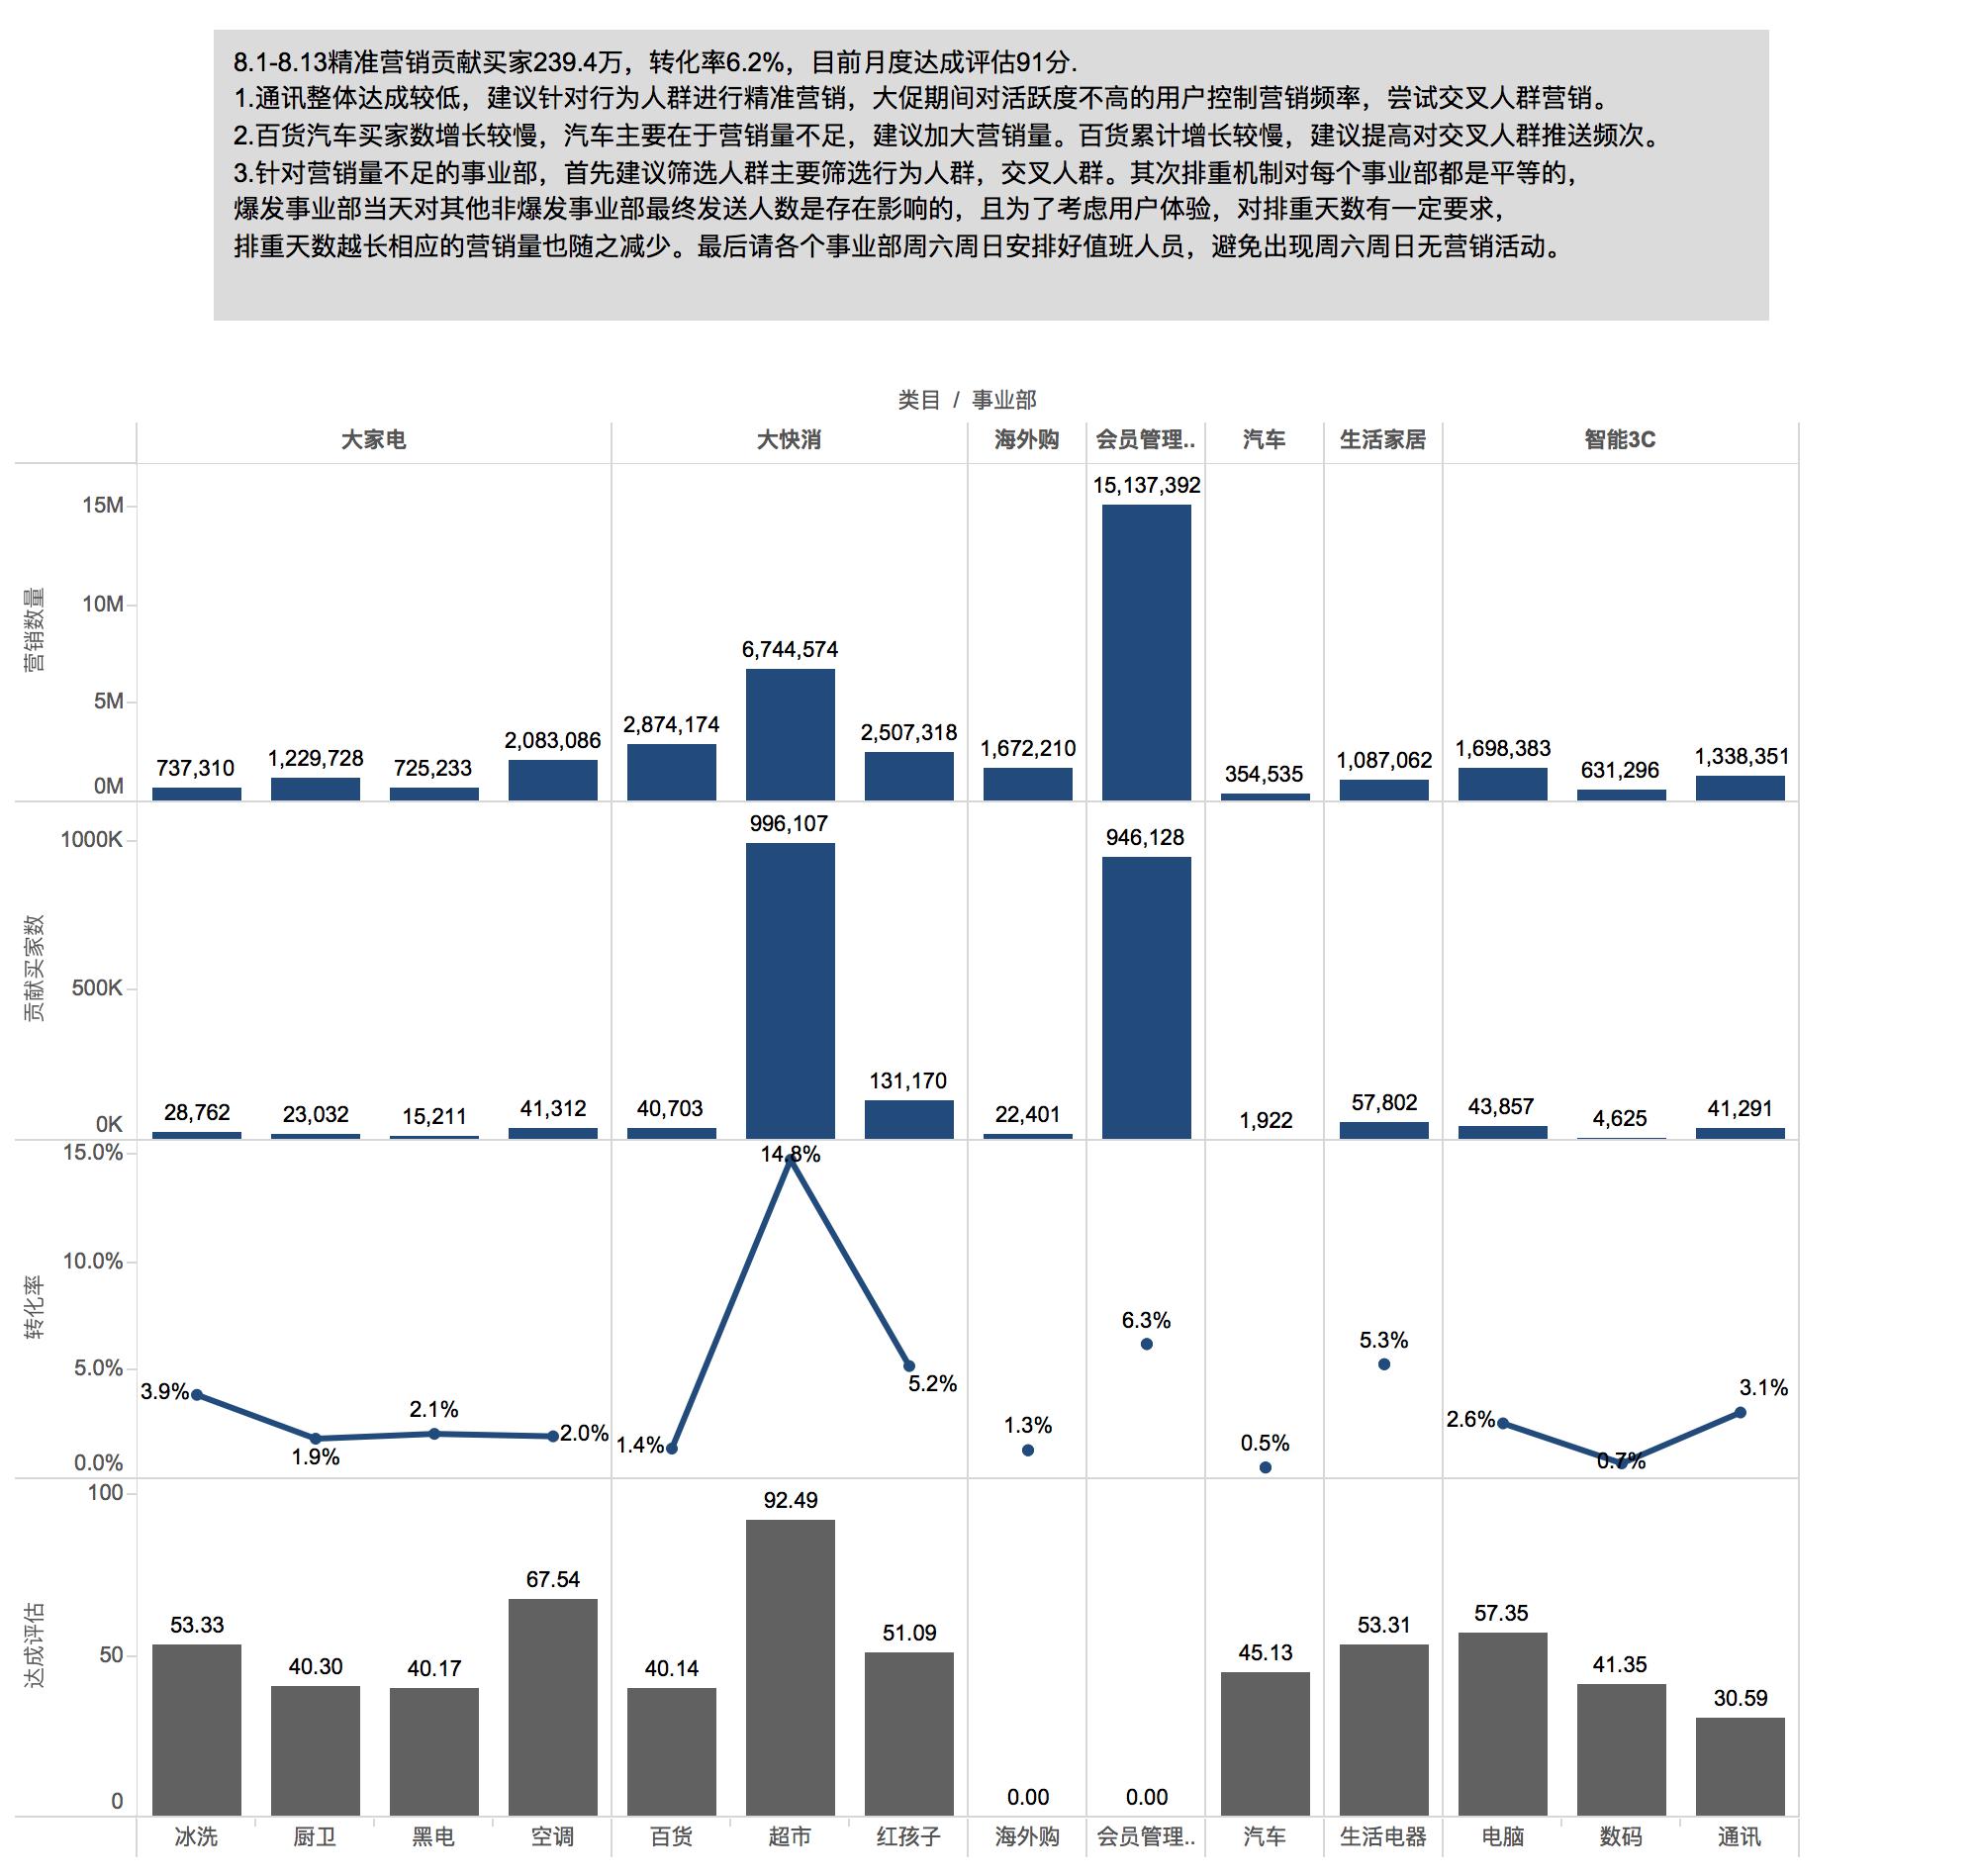 8.1-8.13精准营销贡献买家239.4万，转化率6.2%，目前月度达成评估91分.
1.通讯整体达成较低，建议针对行为人群进行精准营销，大促期间对活跃度不高的用户控制营销频率，尝试交叉人群营销。
2.百货汽车买家数增长较慢，汽车主要在于营销量不足，建议加大营销量。百货累计增长较慢，建议提高对交叉人群推送频次。
3.针对营销量不足的事业部，首先建议筛选人群主要筛选行为人群，交叉人群。其次排重机制对每个事业部都是平等的，
爆发事业部当天对其他非爆发事业部最终发送人数是存在影响的，且为了考虑用户体验，对排重天数有一定要求，
排重天数越长相应的营销量也随之减少。最后请各个事业部周六周日安排好值班人员，避免出现周六周日无营销活动。
类目 / 事业部
大家电 大快消 海外购 会员管理.. 汽车 生活家居 智能3C
营销数量
15M
10M
5M
0M
737,310 1,229,728 725,233 2,083,086 2,874,174 6,744,574 2,507,318 1,672,210 15,137,392 354,535 1,087,062 1,698,383 631,296 1,338,351
贡献买家数
1000K
500K
0K
28,762 23,032 15,211 41,312 40,703 996,107 131,170 22,401 946,128 1,922 57,802 43,857 4,625 41,291
转化率
15.0%
10.0%
5.0%
0.0%
3.9% 1.9% 2.1% 2.0% 1.4% 14.8% 5.2% 1.3% 6.3% 0.5% 5.3% 2.6% 0.7% 3.1%
达成评估
100
50
0
53.33 40.30 40.17 67.54 40.14 92.49 51.09 0.00 0.00 45.13 53.31 57.35 41.35 30.59
冰洗 厨卫 黑电 空调 百货 超市 红孩子 海外购 会员管理.. 汽车 生活电器 电脑 数码 通讯